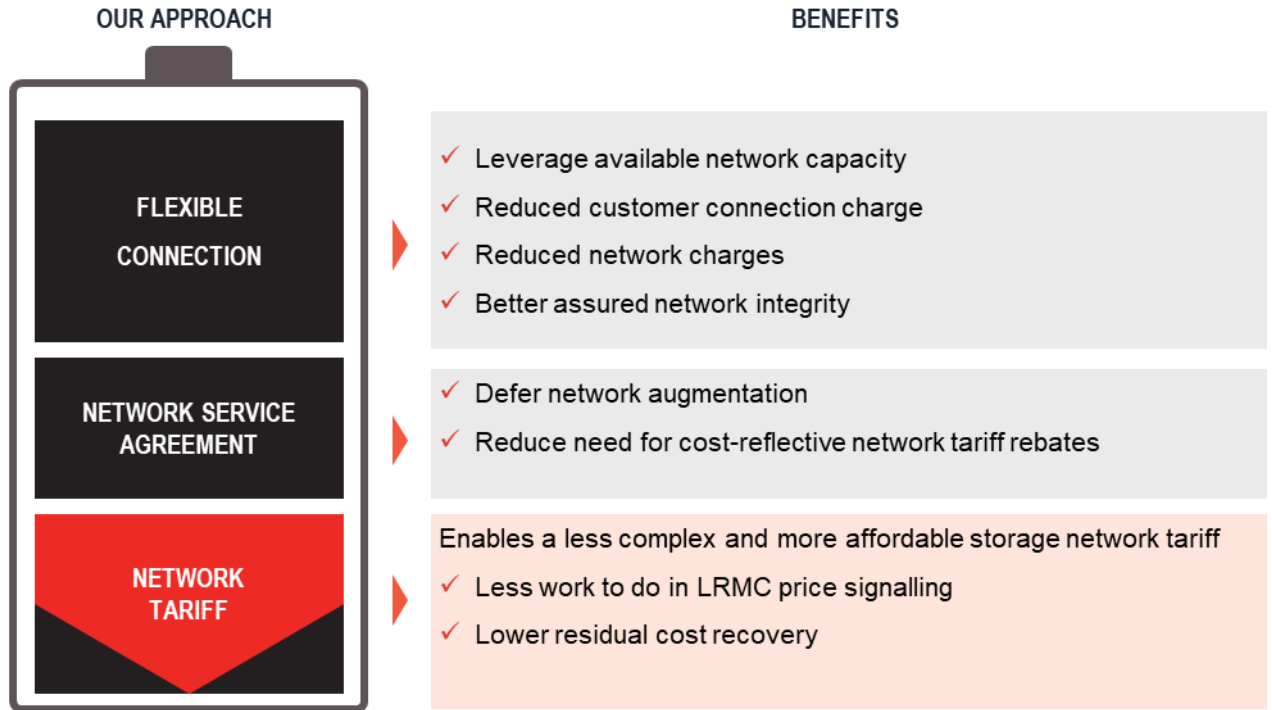 OUR APPROACH
BENEFITS
FLEXIBLE
CONNECTION
Leverage available network capacity
Reduced customer connection charge
Reduced network charges
Better assured network integrity
NETWORK SERVICE
AGREEMENT
Defer network augmentation
Reduce need for cost-reflective network tariff rebates
NETWORK
TARIFF
Enables a less complex and more affordable storage network tariff
Less work to do in LRMC price signalling
Lower residual cost recovery